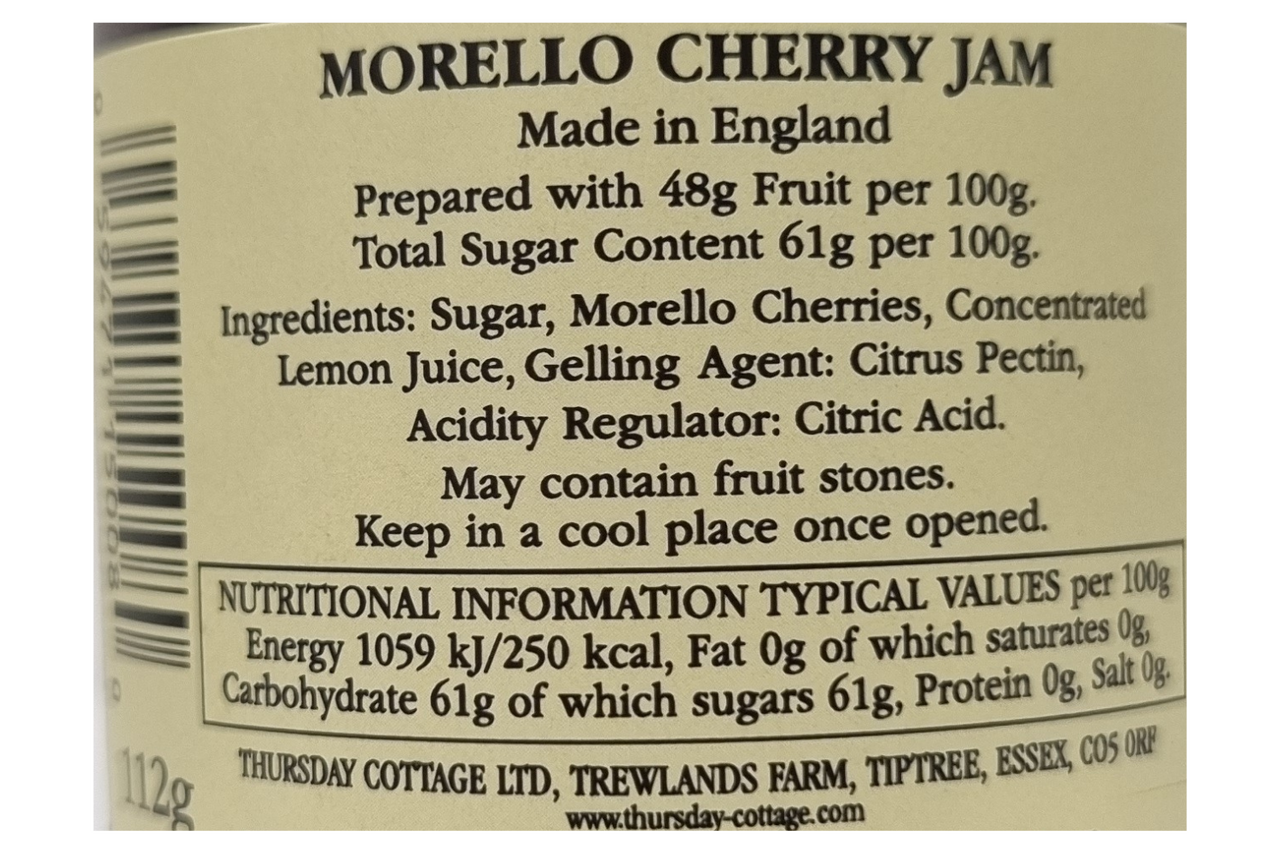 MORELLO CHERRY JAM
Made in England
Prepared with 48g Fruit per 100g.
Total Sugar Content 61g per 100g.
Ingredients: Sugar, Morello Cherries, Concentrated
Lemon Juice, Gelling Agent: Citrus Pectin,
Acidity Regulator: Citric Acid.
May contain fruit stones.
Keep in a cool place once opened.
NUTRITIONAL INFORMATION TYPICAL VALUES per 100g
Energy 1059 kJ/250 kcal, Fat 0g of which saturates 0g,
Carbohydrate 61g of which sugars 61g, Protein 0g, Salt 0g.
112g
THURSDAY COTTAGE LTD, TREWLANDS FARM, TIPTREE, ESSEX, CO5 0RF
www.thursday-cottage.com